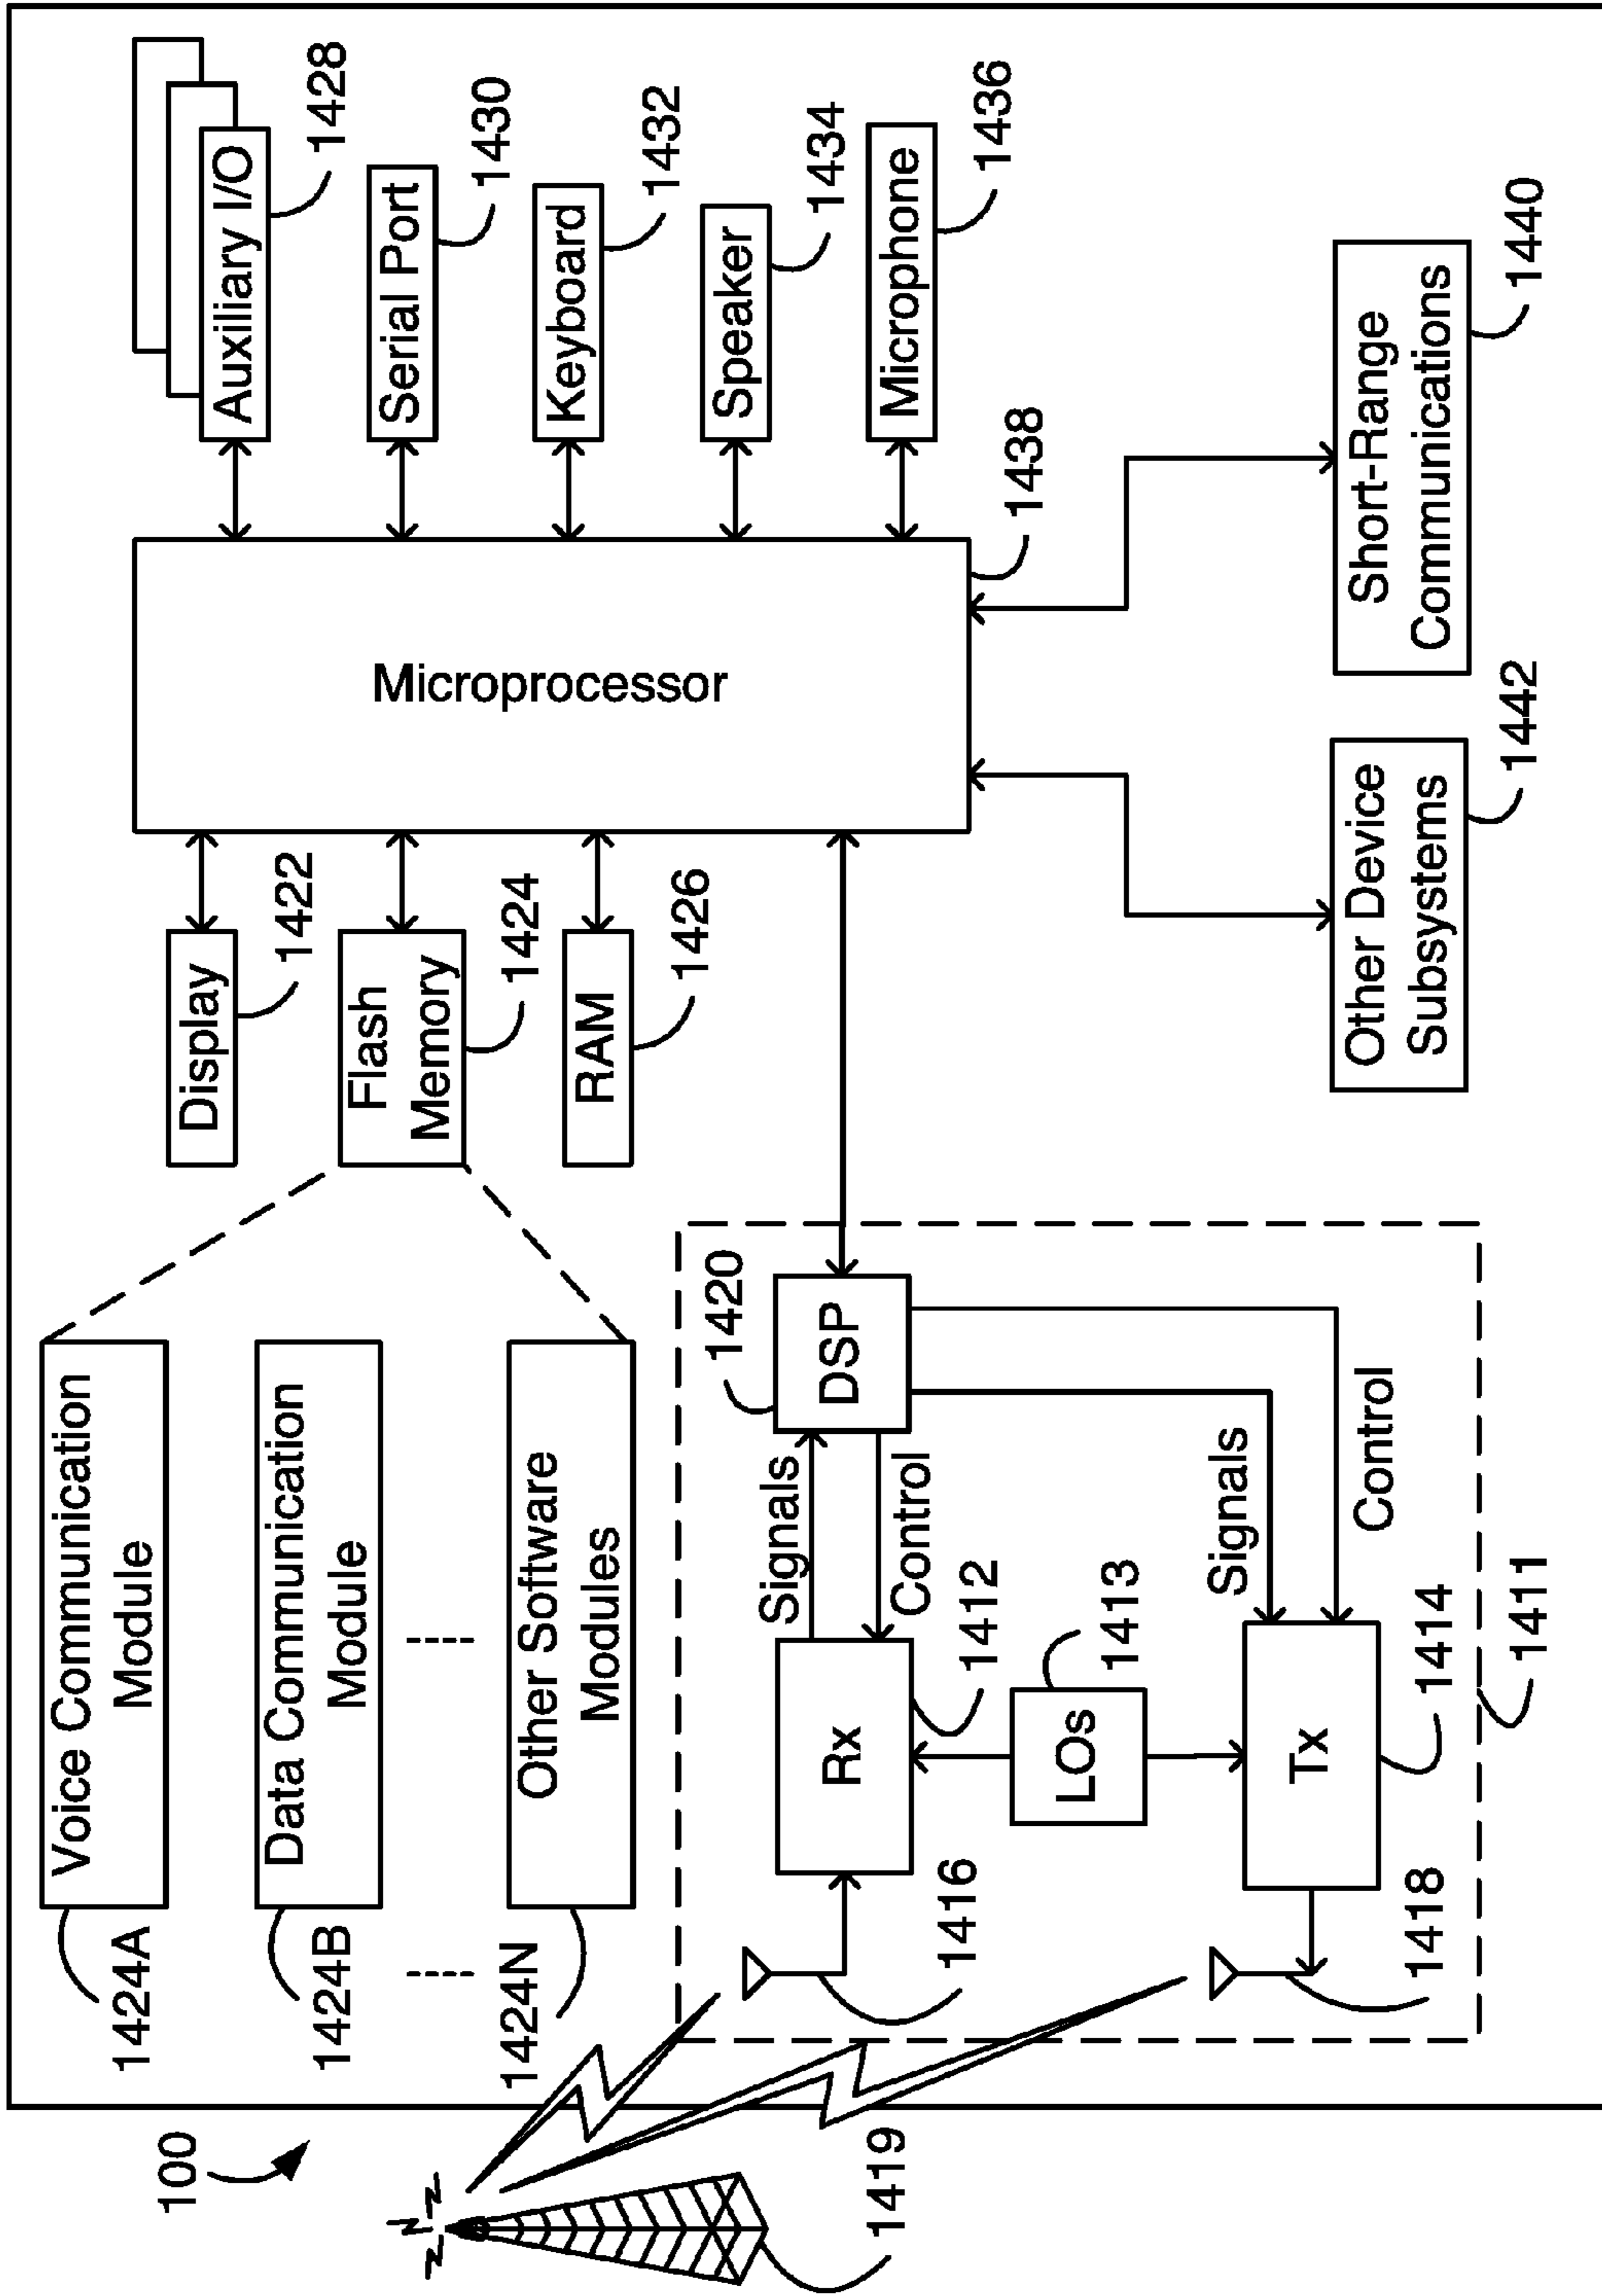 100
1419
Voice Communication
Module
1424A
Data Communication
Module
1424B
Other Software
Modules
1424N
Display
1422
Flash
Memory
1424
RAM
1426
Microprocessor
1438
Auxiliary I/O
1428
Serial Port
1430
Keyboard
1432
Speaker
1434
Microphone
1436
Short-Range
Communications
1440
Other Device
Subsystems
1442
DSP
1420
Signals
Control
Rx
1412
LOs
1413
Signals
Control
Tx
1414
1416
1418
1411